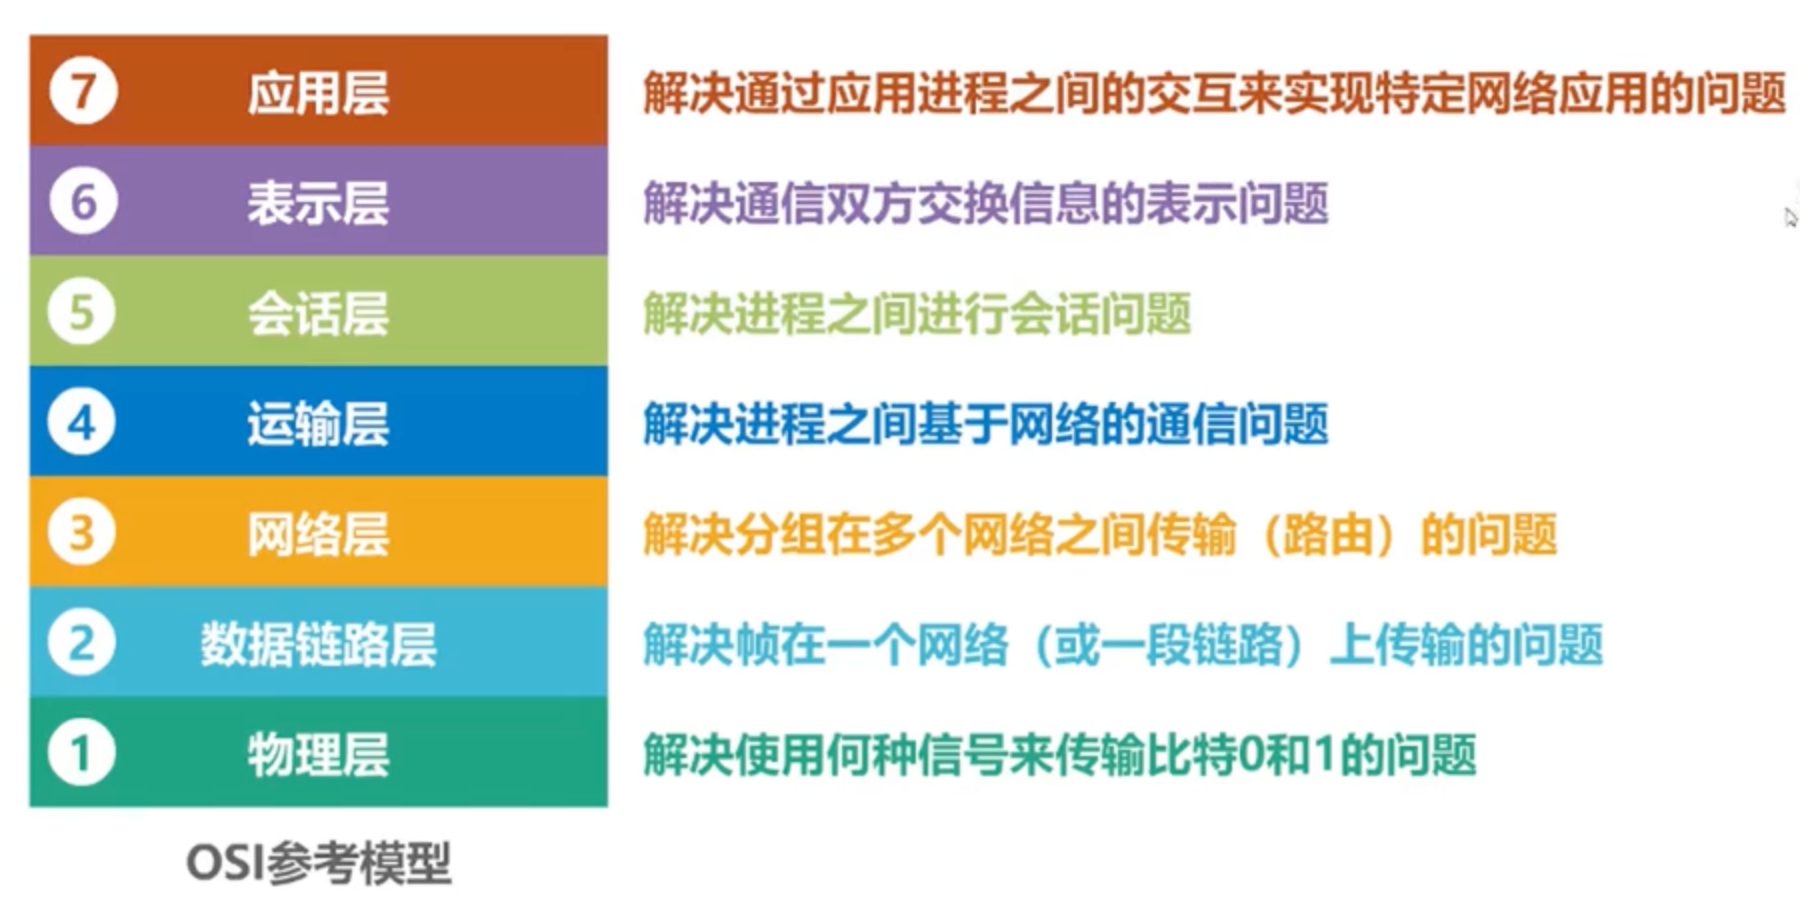 7 应用层 解决通过应用进程之间的交互来实现特定网络应用的问题
6 表示层 解决通信双方交换信息的表示问题
5 会话层 解决进程之间进行会话问题
4 运输层 解决进程之间基于网络的通信问题
3 网络层 解决分组在多个网络之间传输（路由）的问题
2 数据链路层 解决帧在一个网络（或一段链路）上传输的问题
1 物理层 解决使用何种信号来传输比特0和1的问题
OSI参考模型